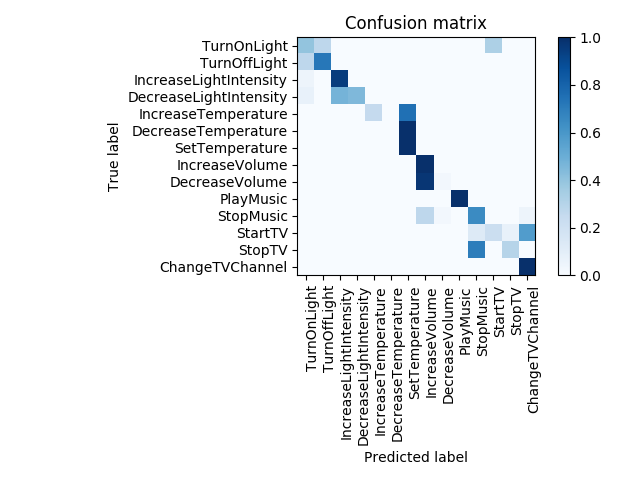 Confusion matrix
True label
TurnOnLight
TurnOffLight
IncreaseLightIntensity
DecreaseLightIntensity
IncreaseTemperature
DecreaseTemperature
SetTemperature
IncreaseVolume
DecreaseVolume
PlayMusic
StopMusic
StartTV
StopTV
ChangeTVChannel
TurnOnLight
TurnOffLight
IncreaseLightIntensity
DecreaseLightIntensity
IncreaseTemperature
DecreaseTemperature
SetTemperature
IncreaseVolume
DecreaseVolume
PlayMusic
StopMusic
StartTV
StopTV
ChangeTVChannel
Predicted label
1.0
0.8
0.6
0.4
0.2
0.0